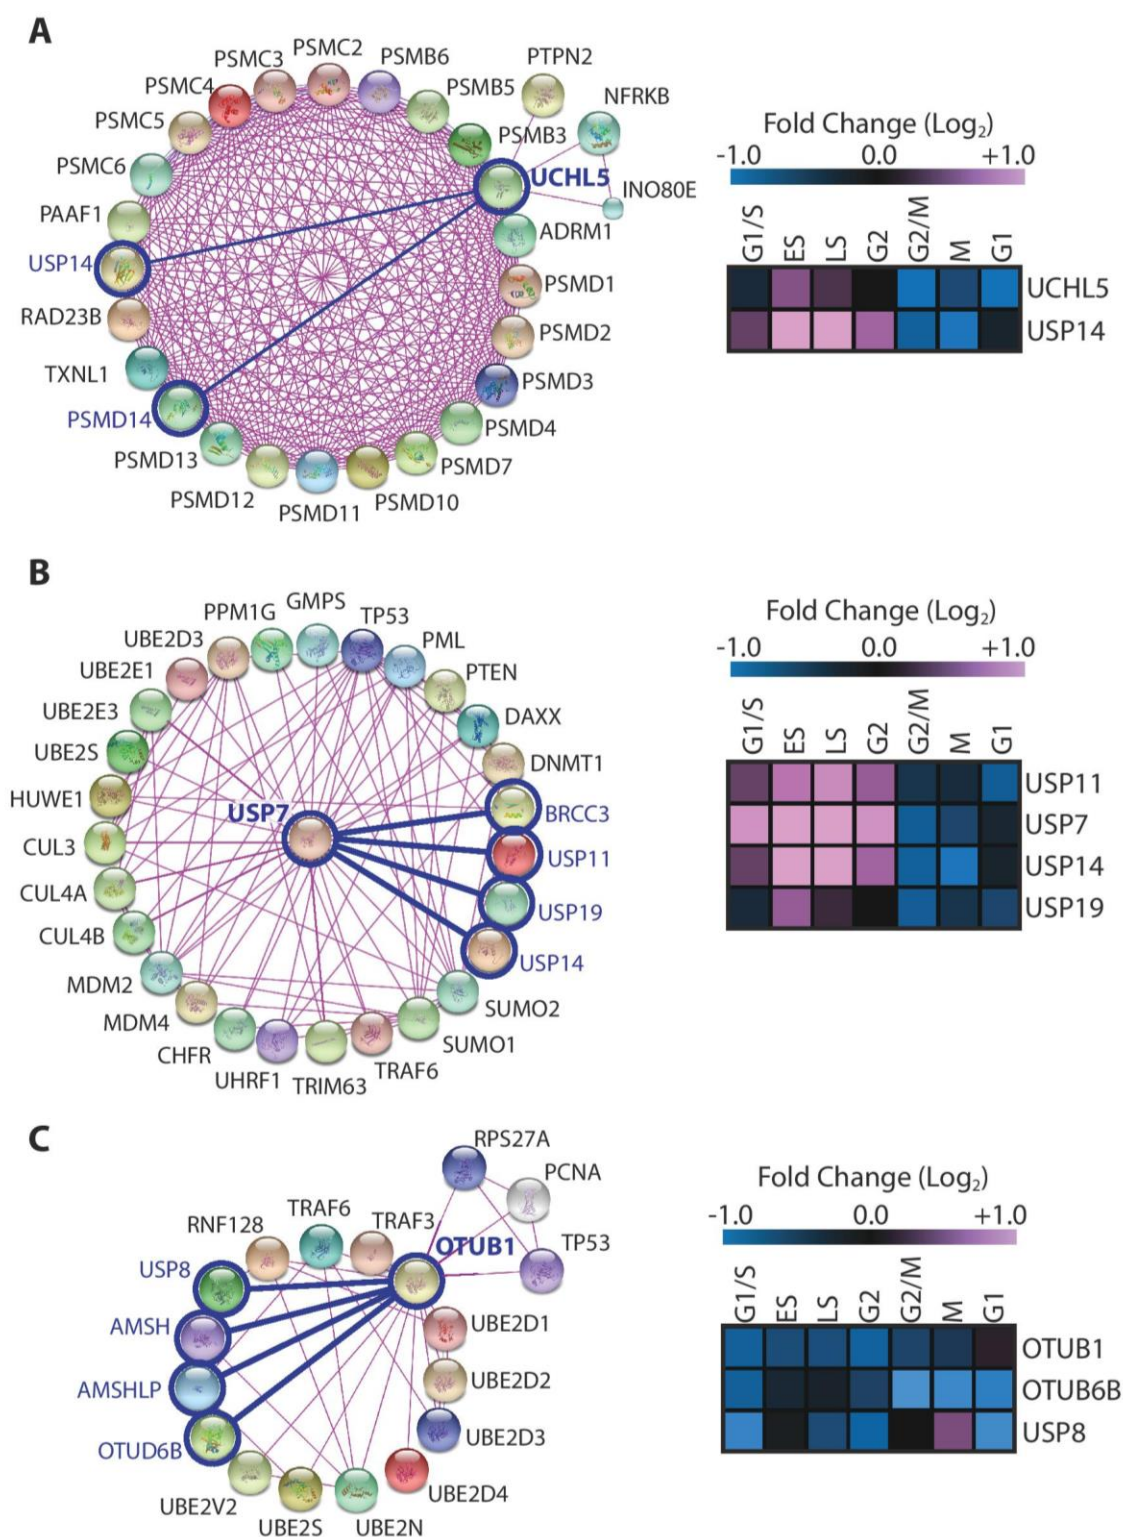 A
PSMC2
PSMC3
PSMB6
PSMC4
PSMB5
PTPN2
PSMC5
NFRKB
PSMB3
PSMC6
UCHL5
INO80E
PAAF1
ADRM1
USP14
PSMD1
RAD23B
PSMD2
TXNL1
PSMD3
PSMD14
PSMD4
PSMD13
PSMD7
PSMD12
PSMD10
PSMD11
Fold Change (Log2)
-1.0 0.0 +1.0
G1/S ES LS G2 G2/M M G1
UCHL5
USP14
B
GMPS
PPM1G
TP53
UBE2D3
PML
UBE2E1
PTEN
UBE2E3
DAXX
UBE2S
DNMT1
HUWE1
USP7
BRCC3
CUL3
USP11
CUL4A
USP19
CUL4B
USP14
MDM2
SUMO2
MDM4
SUMO1
CHFR
TRAF6
UHRF1
TRIM63
Fold Change (Log2)
-1.0 0.0 +1.0
G1/S ES LS G2 G2/M M G1
USP11
USP7
USP14
USP19
C
RPS27A
PCNA
TRAF6
TRAF3
RNF128
OTUB1
TP53
USP8
AMSH
UBE2D1
AMSHLP
UBE2D2
OTUD6B
UBE2D3
UBE2V2
UBE2D4
UBE2S
UBE2N
Fold Change (Log2)
-1.0 0.0 +1.0
G1/S ES LS G2 G2/M M G1
OTUB1
OTUB6B
USP8